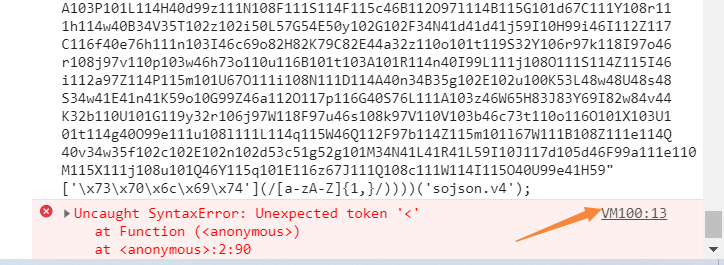 A103P101L114H40d99z111N108F111S114F115c46B112O97l114B115G101d67C111Y108r11
1h114w40B34V35T102z102i50L57G54E50y102G102F34N41d41d41j59I10H99i46I112Z117
C116f40e76h111n103I46c69o82H82K79C82E44a32z110o101t119S32Y106r97k118I97o46
r108j97v110p103w46h73o110u116B101t103A101R114n40I99L111j108O111S114Z115I46
i112a97Z114P115m101U67O111i108N111D114A40n34B35g102E102u100K53L48w48U48s48
S34w41E41n41K59o10G99Z46a112O117p116G40S76L111A103z46W65H83J83Y69I82w84v44
K32b110U101G119y32r106j97W118F97u46s108k97V110V103b46c73t110o116O101X103U1
01t114g40O99e111u108l111L114q115W46Q112F97b114Z115m101l67W111B108Z111e114Q
40v34w35f102c102E102n102d53c51g52g101M34N41L41R41L59I10J117d105d46F99a111e110
M115X111j108u101Q46Y115q101E116z67J111Q108c111W114I115O40U99e41H59"
['\x73\x70\x6c\x69\x74'](/[a-zA-Z]{1,}/))))('sojson.v4');
Uncaught SyntaxError: Unexpected token '<' VM100:13
at Function (<anonymous>)
at <anonymous>:2:90